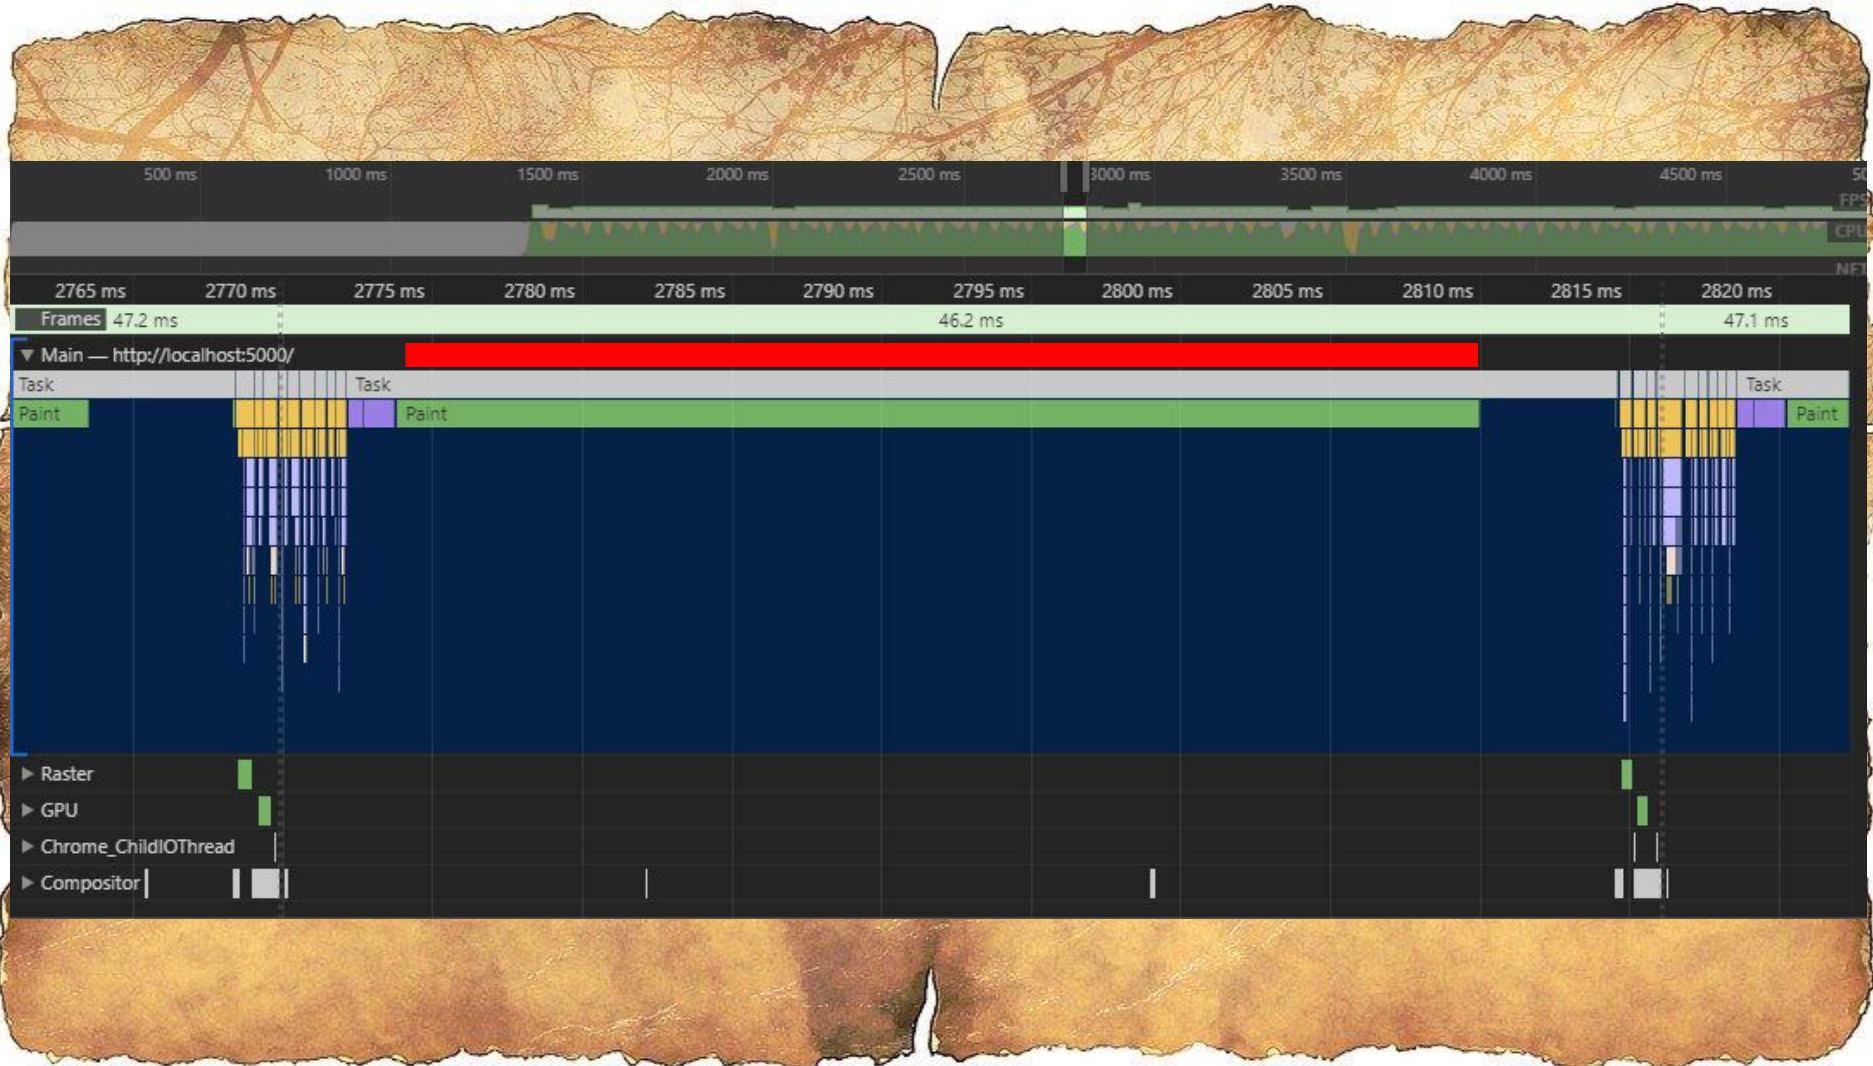 500 ms 1000 ms 1500 ms 2000 ms 2500 ms 3000 ms 3500 ms 4000 ms 4500 ms 50
FPS
CPU
NET
2765 ms 2770 ms 2775 ms 2780 ms 2785 ms 2790 ms 2795 ms 2800 ms 2805 ms 2810 ms 2815 ms 2820 ms
Frames 47.2 ms 46.2 ms 47.1 ms
Main — http://localhost:5000/
Task Task Task
Paint Paint Paint
Raster
GPU
Chrome_ChildIOThread
Compositor